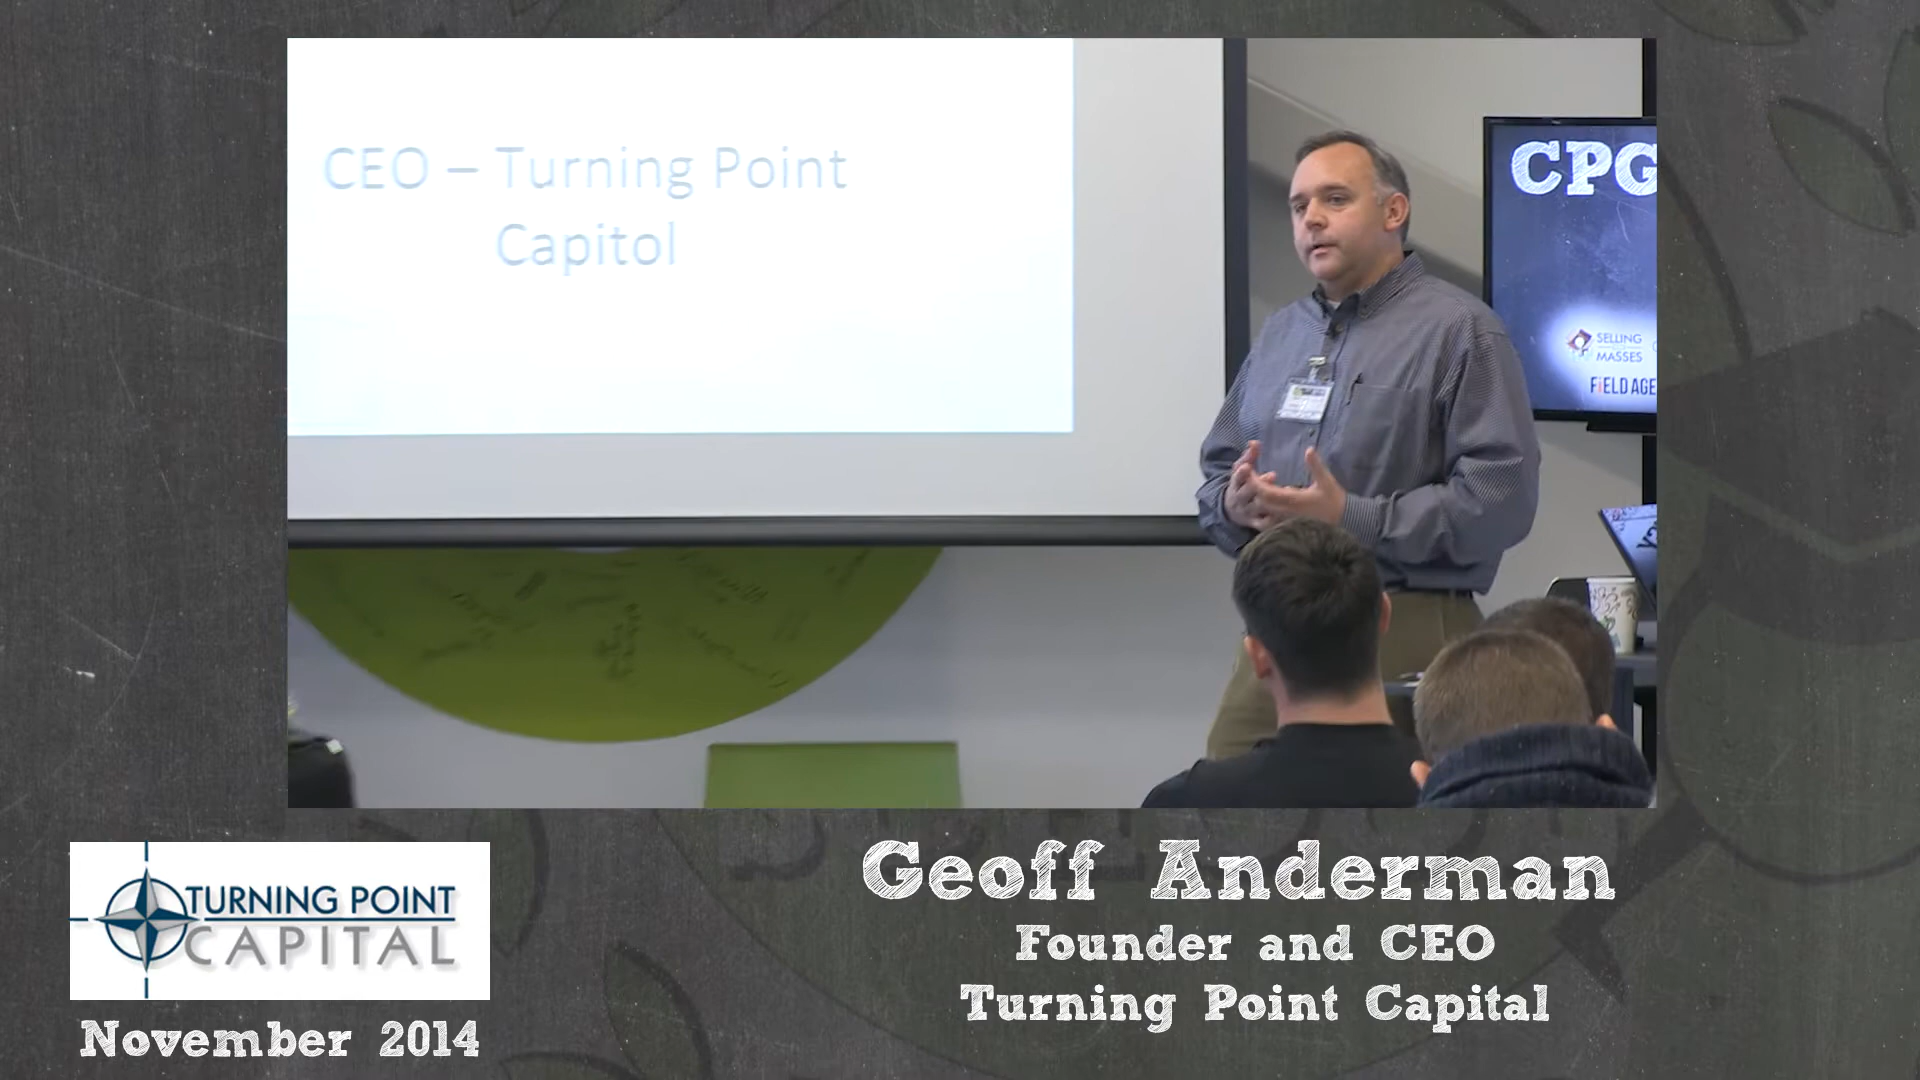 CEO – Turning Point
Capitol
CPG
SELLING
MASSES
FiELD AGE
TURNING POINT
CAPITAL
November 2014
Geoff Anderman
Founder and CEO
Turning Point Capital